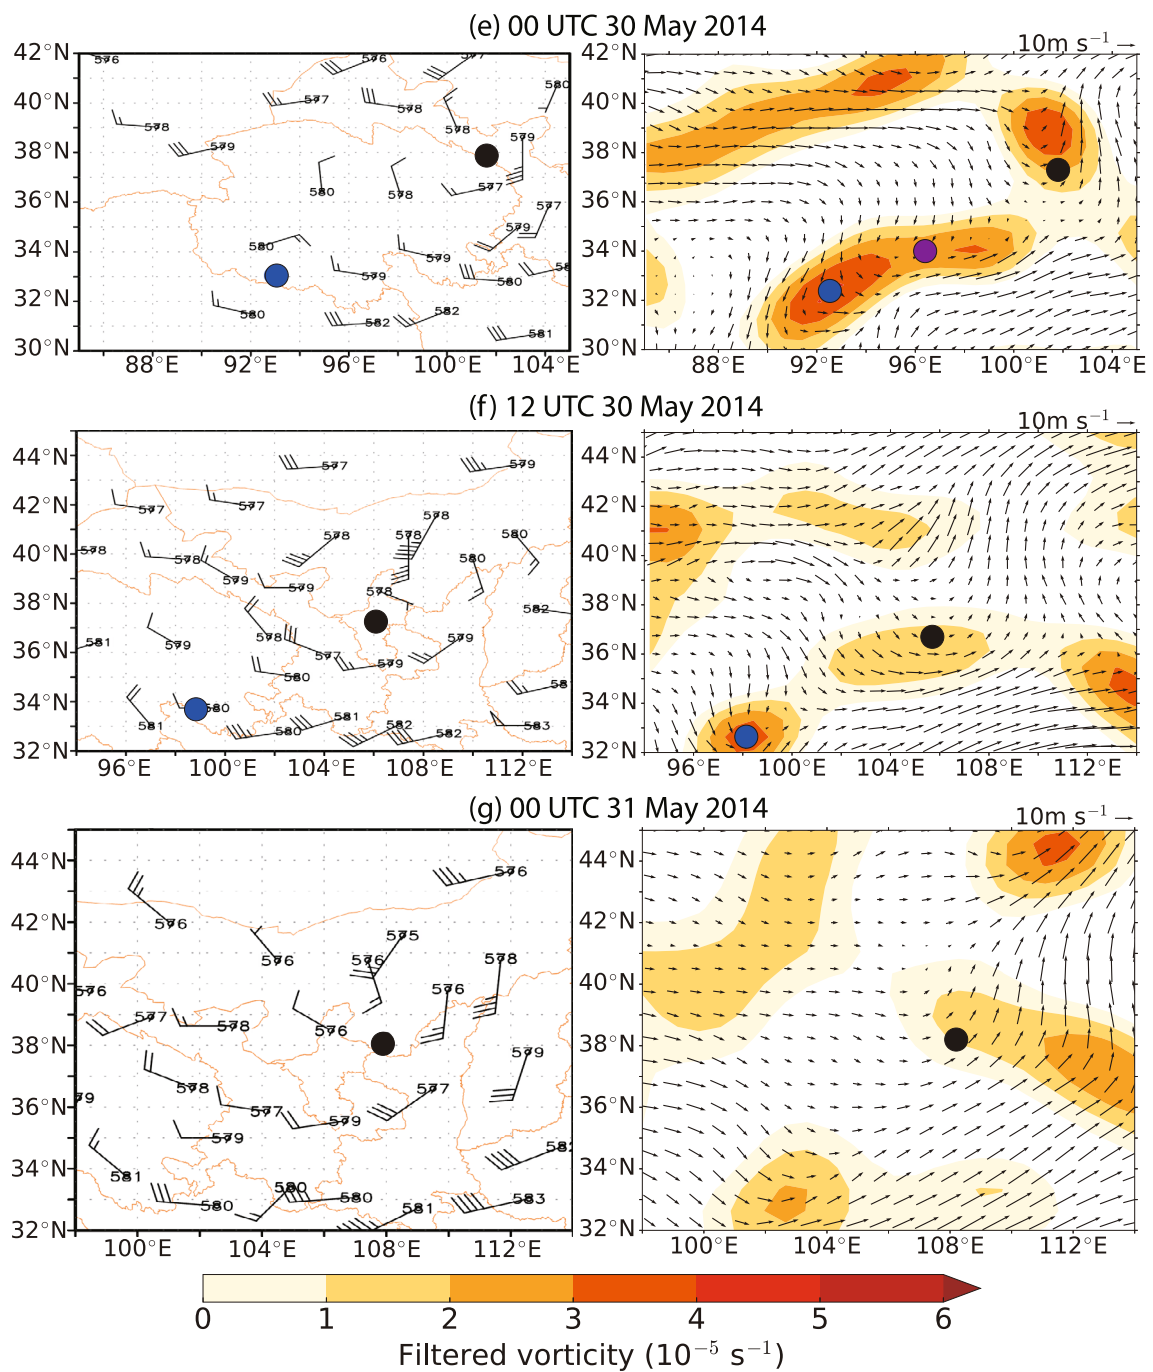 (e) 00 UTC 30 May 2014
10m s⁻¹
42°N
40°N
38°N
36°N
34°N
32°N
30°N
576 576 577 580
577 578 578 579
578 579
580 578 577 577
580 579 579 579
580
580 582 582 581
42°N
40°N
38°N
36°N
34°N
32°N
30°N
88°E 92°E 96°E 100°E 104°E
88°E 92°E 96°E 100°E 104°E
(f) 12 UTC 30 May 2014
10m s⁻¹
44°N
42°N
40°N
38°N
36°N
34°N
32°N
577 579
577 577 578
578 578 578 578 580
579 579 578 580 582
581 579 578 577 579 579
580
581 580 580 581 582 582 583
44°N
42°N
40°N
38°N
36°N
34°N
32°N
96°E 100°E 104°E 108°E 112°E
96°E 100°E 104°E 108°E 112°E
(g) 00 UTC 31 May 2014
10m s⁻¹
44°N
42°N
40°N
38°N
36°N
34°N
32°N
576
576 575
576 576 578
576 577 578 576 576
579
578 577 577 579
579
581 580 580 580 581 583
44°N
42°N
40°N
38°N
36°N
34°N
32°N
100°E 104°E 108°E 112°E
100°E 104°E 108°E 112°E
0 1 2 3 4 5 6
Filtered vorticity (10⁻⁵ s⁻¹)